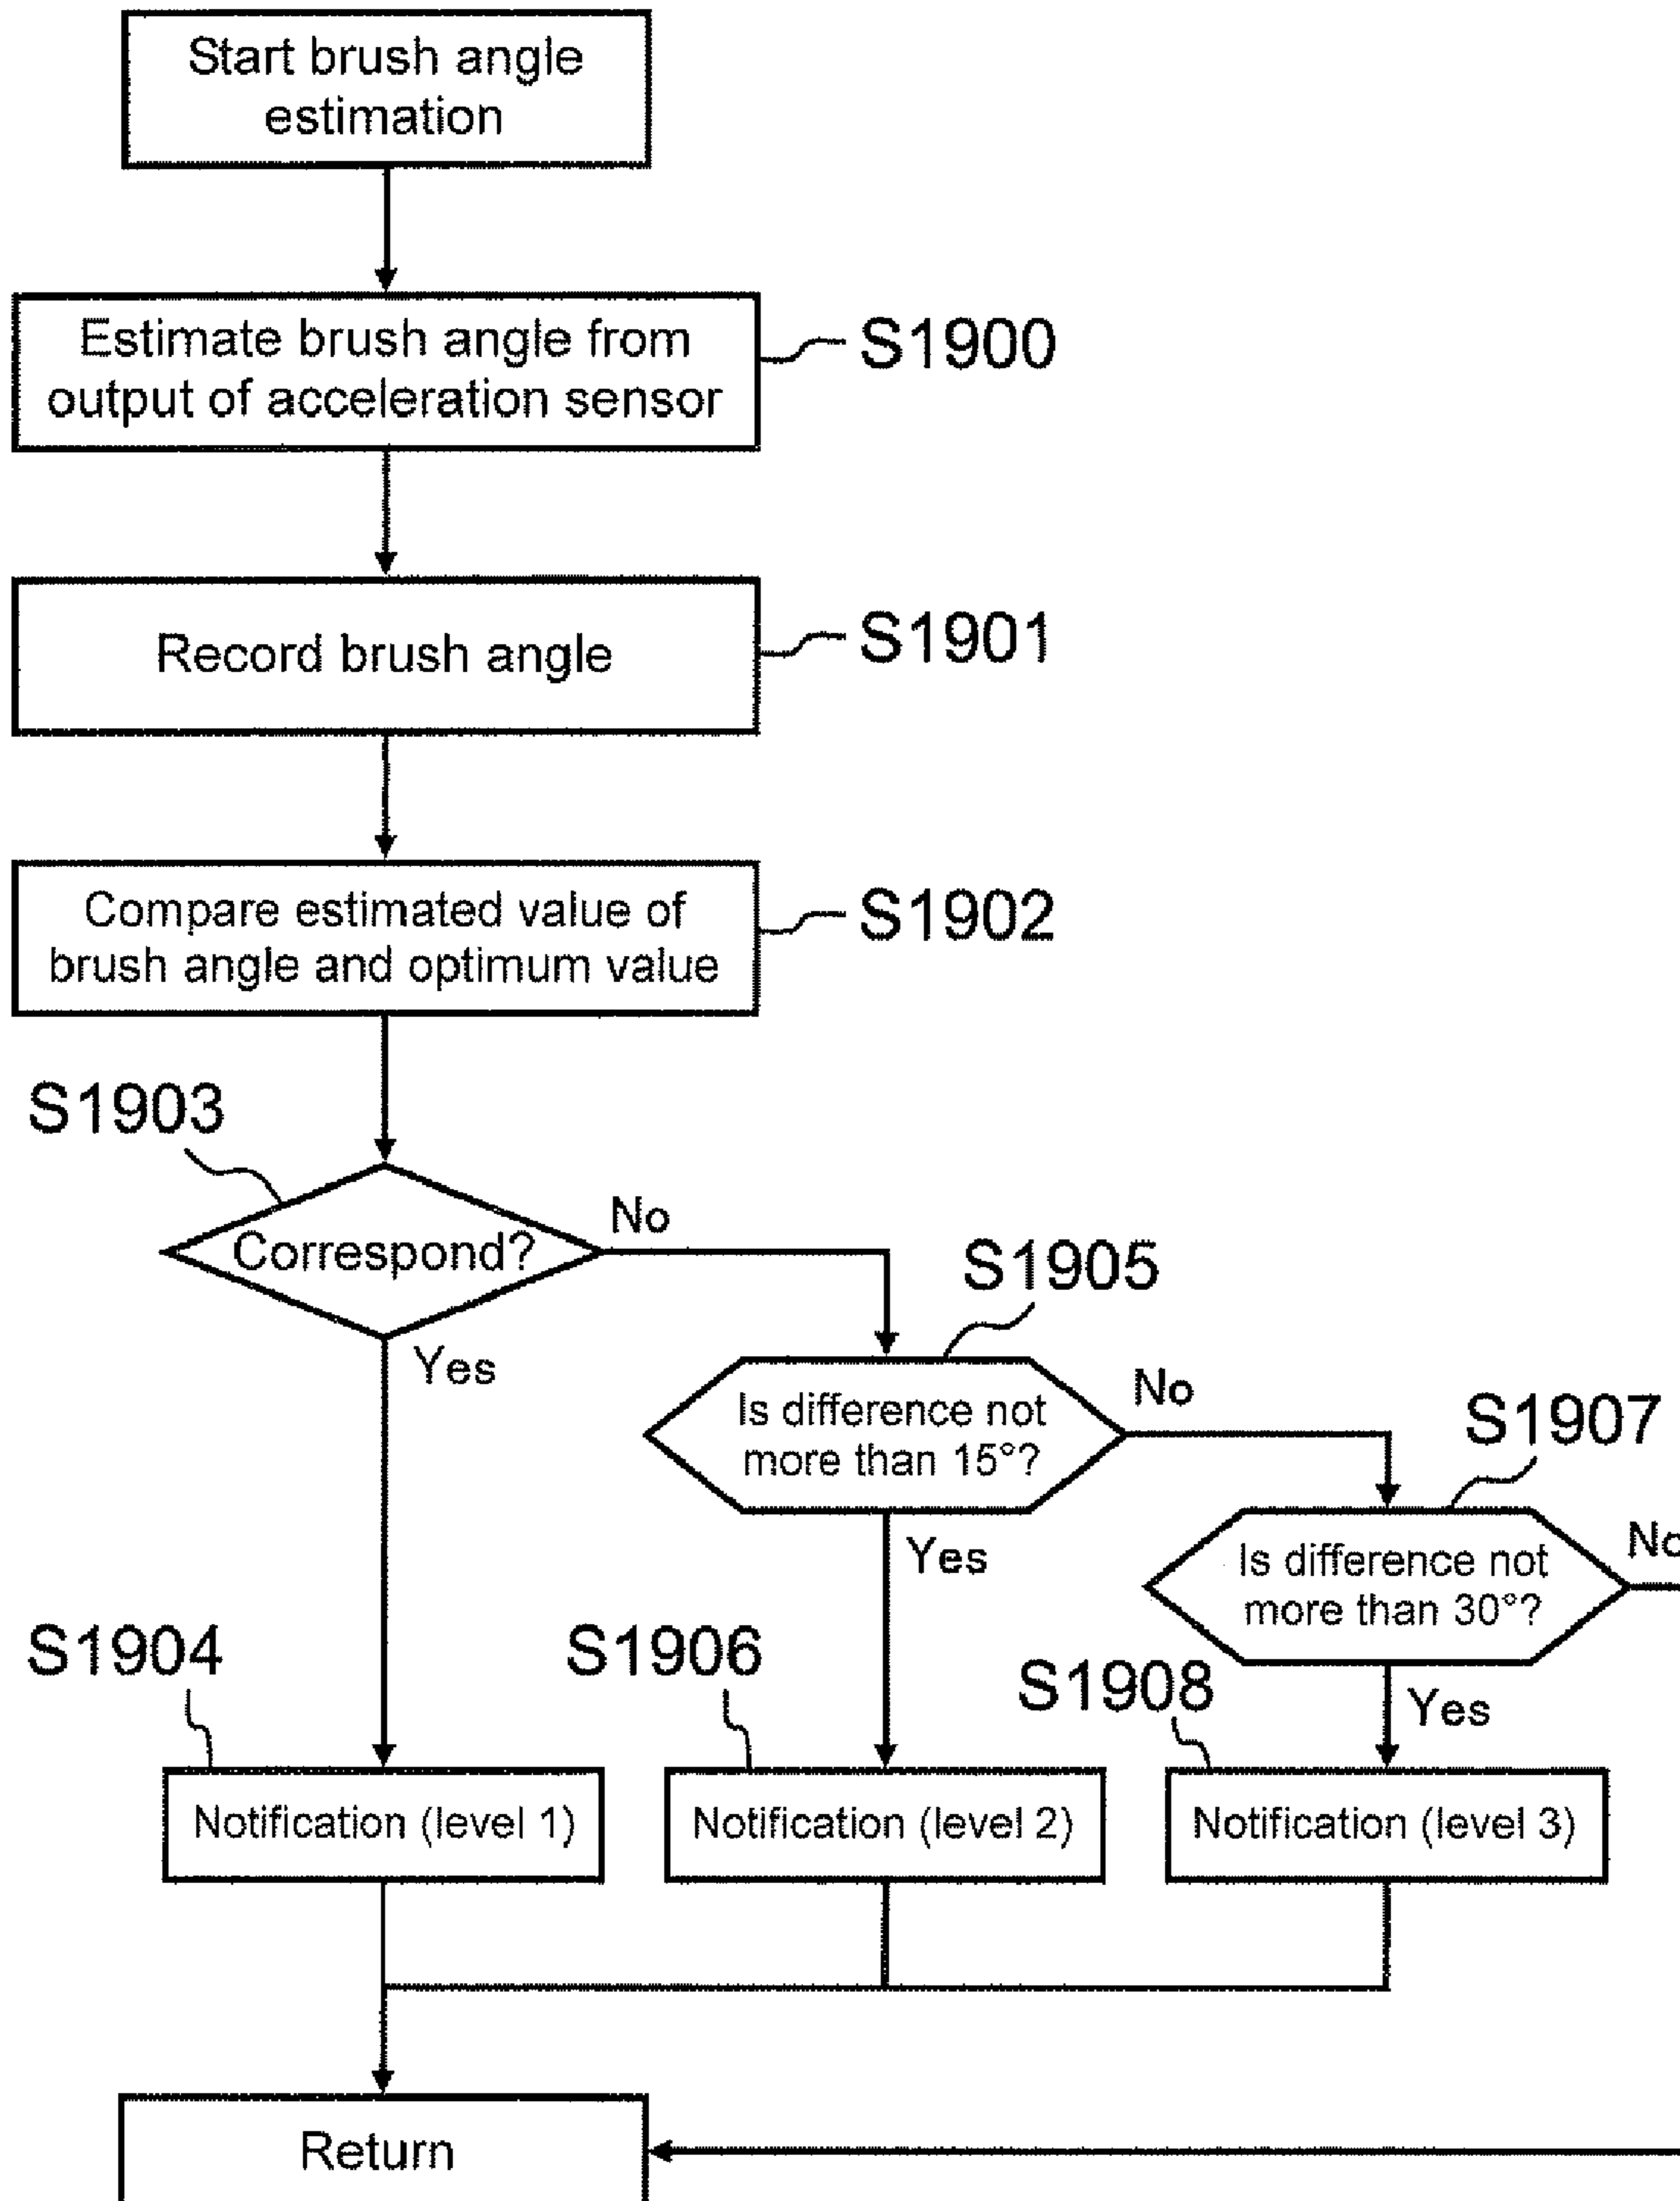 Start brush angle
estimation
Estimate brush angle from
output of acceleration sensor
S1900
Record brush angle
S1901
Compare estimated value of
brush angle and optimum value
S1902
S1903
Correspond?
No
Yes
S1905
Is difference not
more than 15°?
No
Yes
S1907
Is difference not
more than 30°?
No
Yes
S1904
Notification (level 1)
S1906
Notification (level 2)
S1908
Notification (level 3)
Return